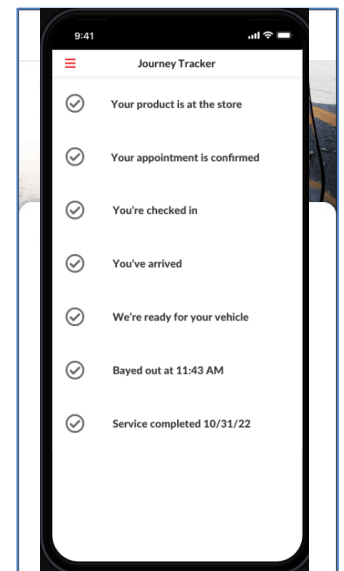 9:41
Journey Tracker
Your product is at the store
Your appointment is confirmed
You're checked in
You've arrived
We're ready for your vehicle
Bayed out at 11:43 AM
Service completed 10/31/22